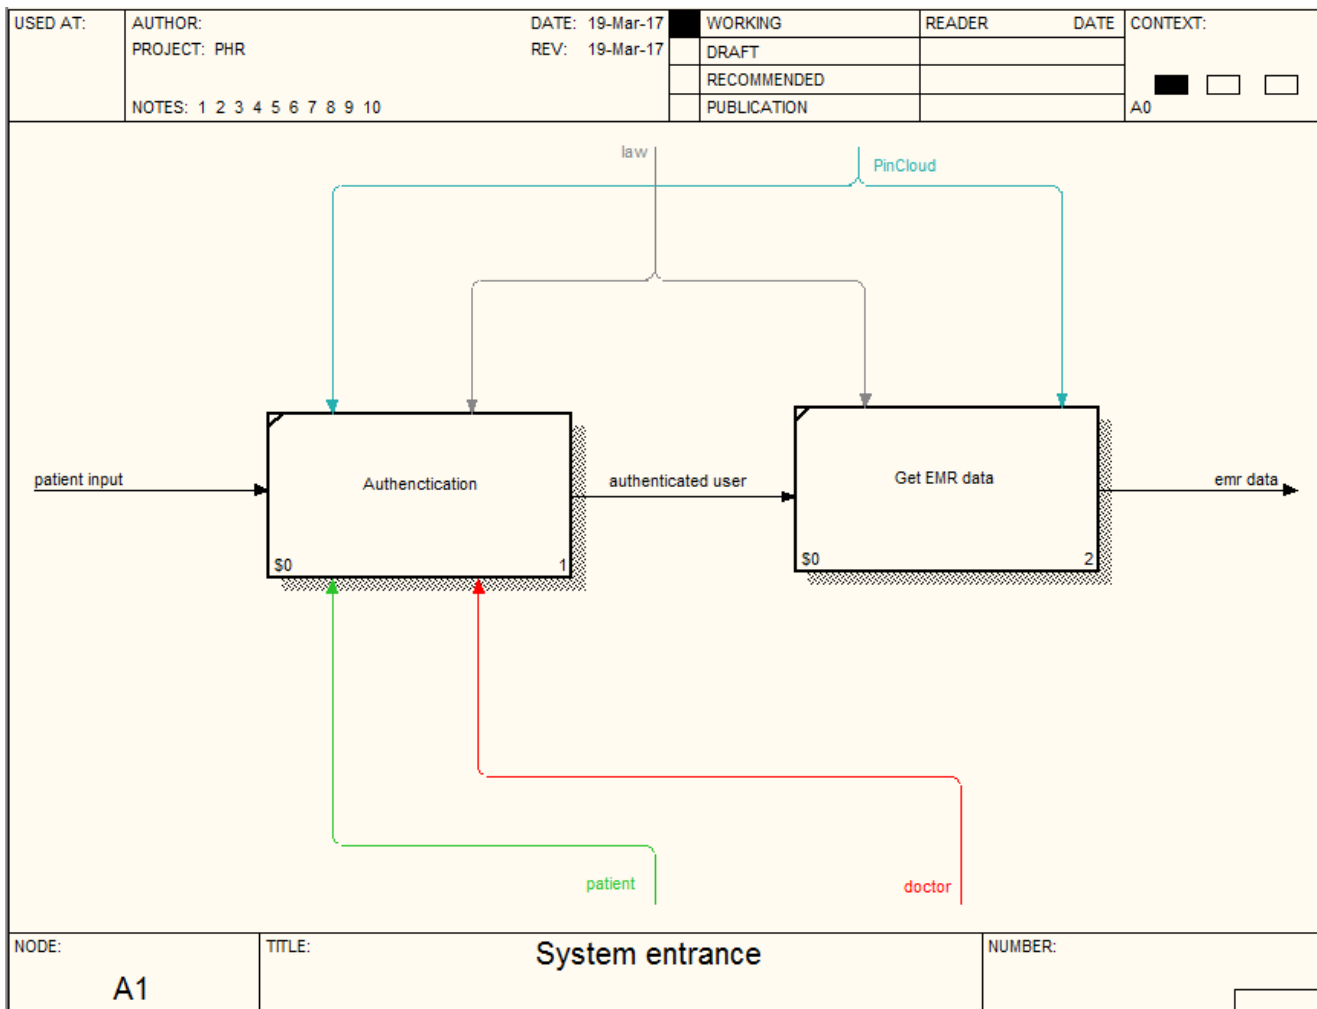 USED AT:
AUTHOR:
DATE: 19-Mar-17
WORKING
READER
DATE
CONTEXT:
PROJECT: PHR
REV: 19-Mar-17
DRAFT
RECOMMENDED
NOTES: 1 2 3 4 5 6 7 8 9 10
PUBLICATION
A0
law
PinCloud
patient input
Authenctication
$0
1
authenticated user
Get EMR data
$0
2
emr data
patient
doctor
NODE:
A1
TITLE:
System entrance
NUMBER: